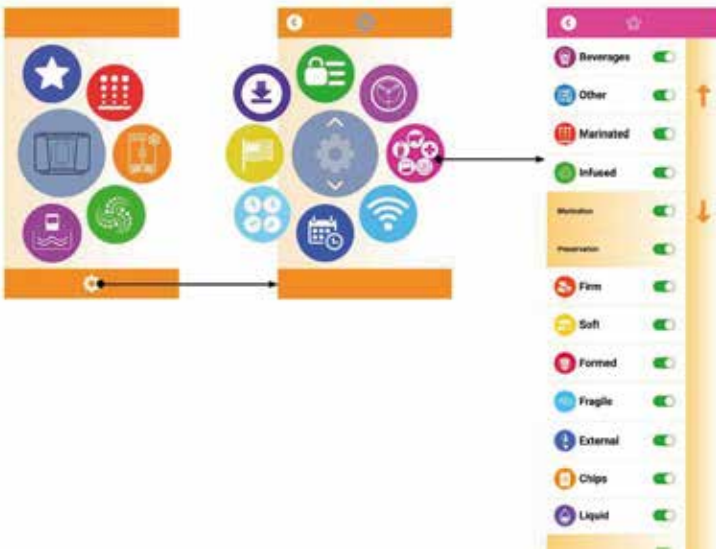 Beverages
Other
Marinated
Infused
Marination
Preservation
Firm
Soft
Formed
Fragile
External
Chips
Liquid